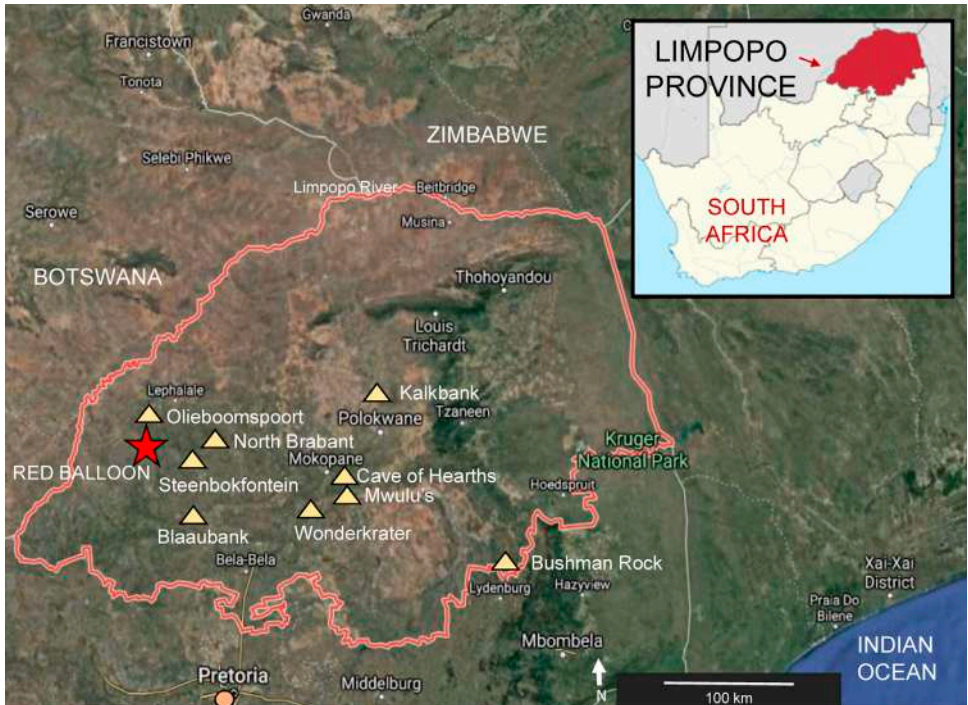 Gwanda
Francistown
LIMPOPO
PROVINCE
Tonota
ZIMBABWE
Selebi Phikwe
Limpopo River
Beitbridge
Serowe
Musina
SOUTH
AFRICA
BOTSWANA
Thohoyandou
Louis
Trichardt
Lephalale
Kalkbank
Olieboomspoort
Polokwane
Tzaneen
North Brabant
Kruger
National Park
RED BALLOON
Mokopane
Cave of Hearths
Steenbokfontein
Hoedspruit
Mwulu's
Blaaubank
Wonderkrater
Bela-Bela
Bushman Rock
Xai-Xai
District
Lydenburg
Hazyview
Praia Do
Bilene
Mbombela
INDIAN
OCEAN
Pretoria
Middelburg
N
100 km